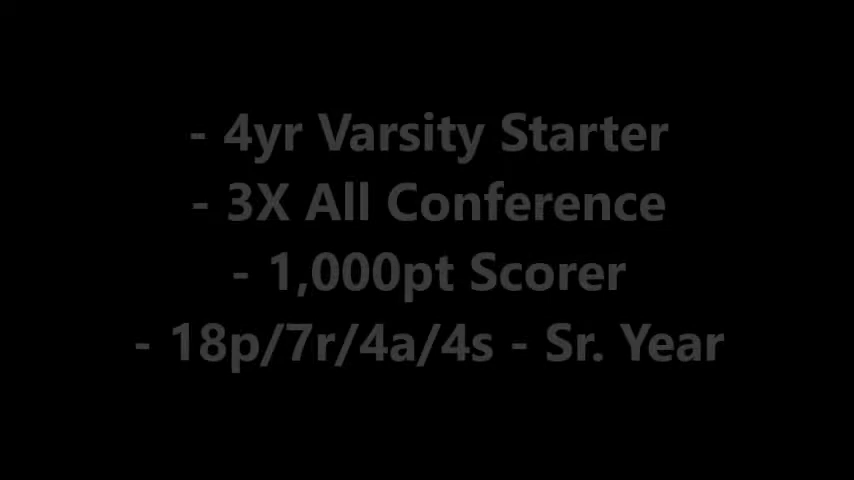 - 4yr Varsity Starter
- 3X All Conference
- 1,000pt Scorer
- 18p/7r/4a/4s - Sr. Year